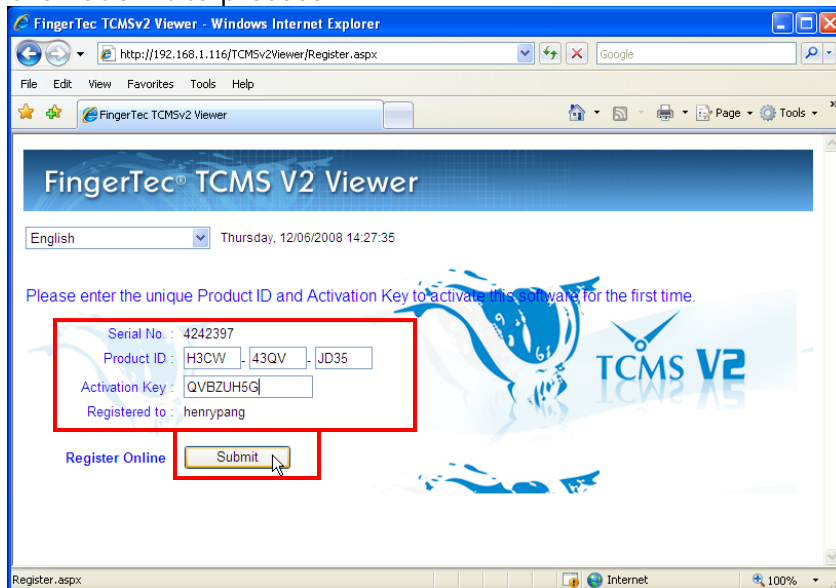 FingerTec TCMSv2 Viewer - Windows Internet Explorer
http://192.168.1.116/TCMSv2Viewer/Register.aspx
Google
File Edit View Favorites Tools Help
FingerTec TCMSv2 Viewer
Page Tools
FingerTec® TCMS V2 Viewer
English
Thursday, 12/06/2008 14:27:35
Please enter the unique Product ID and Activation Key to activate this software for the first time.
Serial No. : 4242397
Product ID : H3CW - 43QV - JD35
Activation Key : QVBZUH5G
Registered to : henrypang
TCMS V2
Register Online Submit
Register.aspx Internet 100%